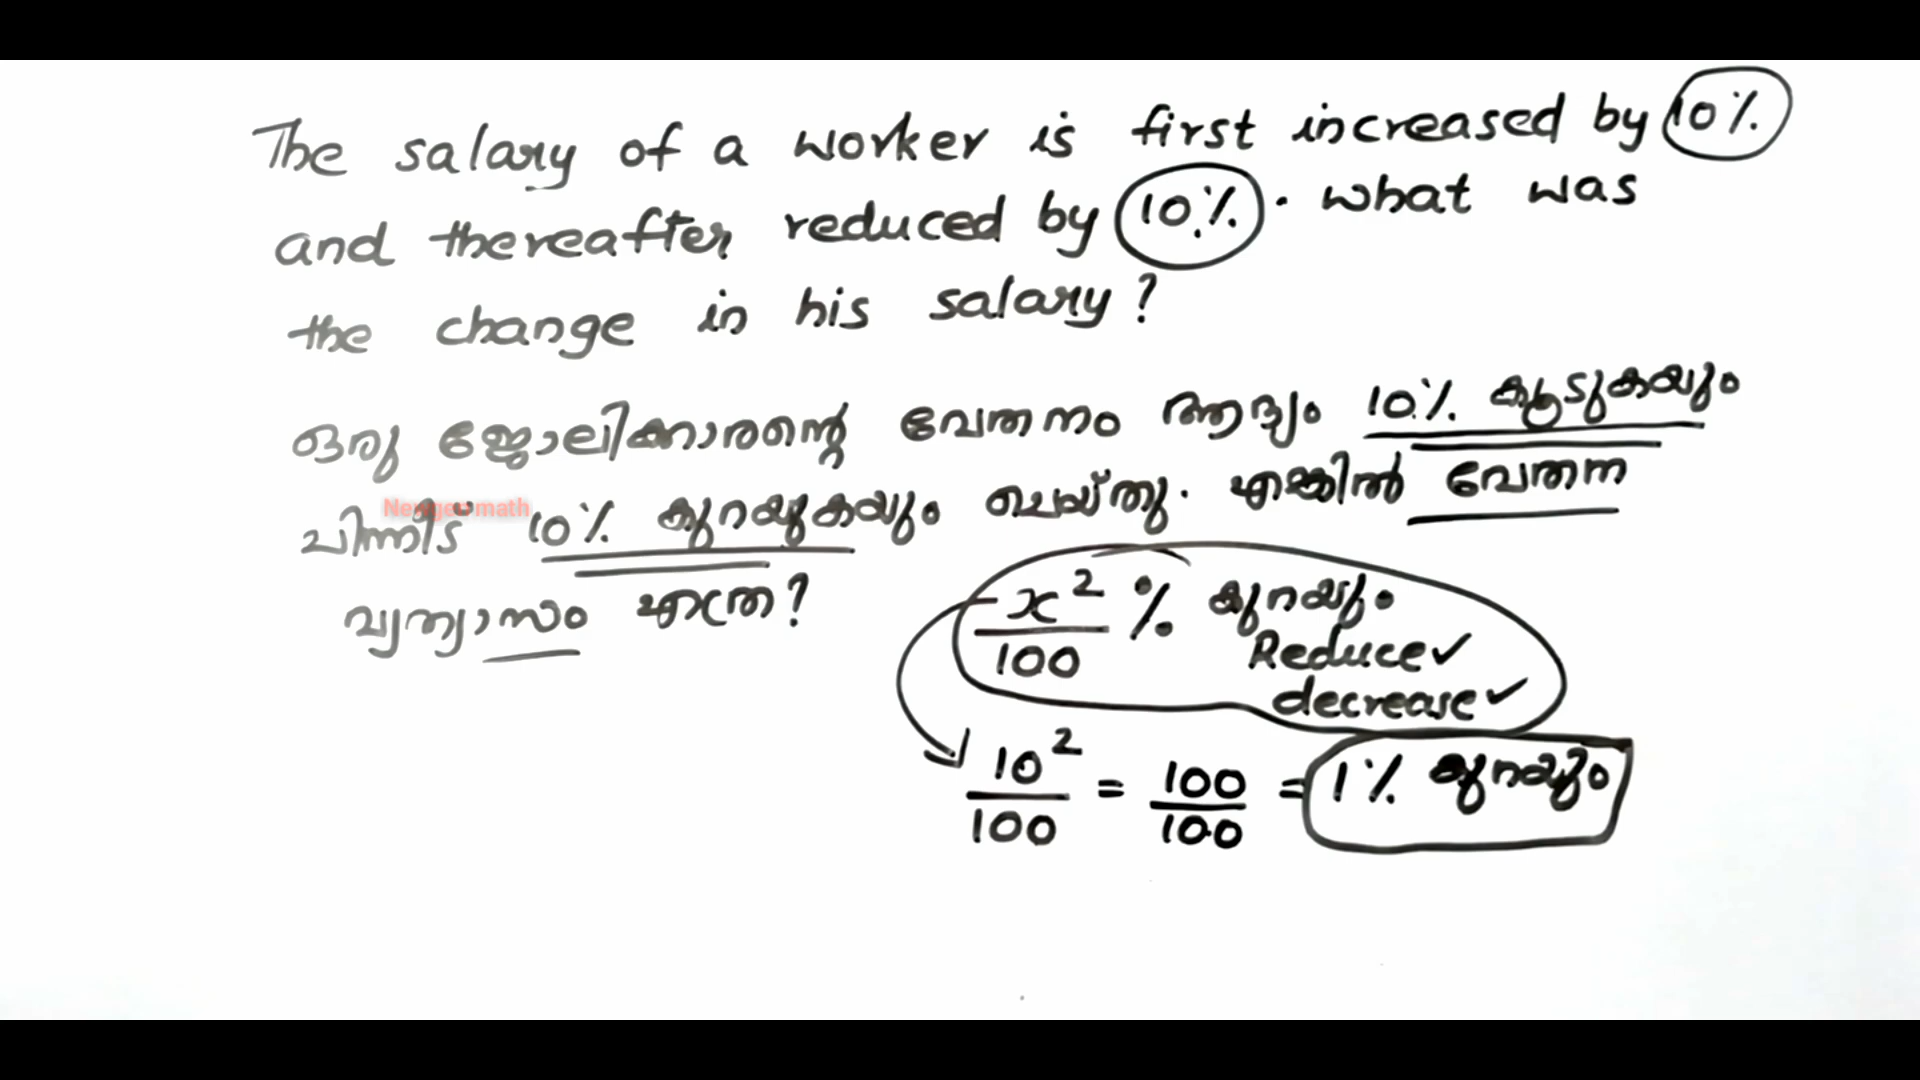 The salary of a worker is first increased by 10%
and thereafter reduced by 10%. what was
the change in his salary?
ഒരു ജോലിക്കാരന്റെ വേതനം ആദ്യം 10% കൂടുകയും
പിന്നീട് 10% കുറയുകയും ചെയ്തു. എങ്കിൽ വേതന
വ്യത്യാസം എത്ര?
x²/100 % കുറയും
Reduce✓
decrease✓
10²/100 = 100/100 = 1% കുറയും